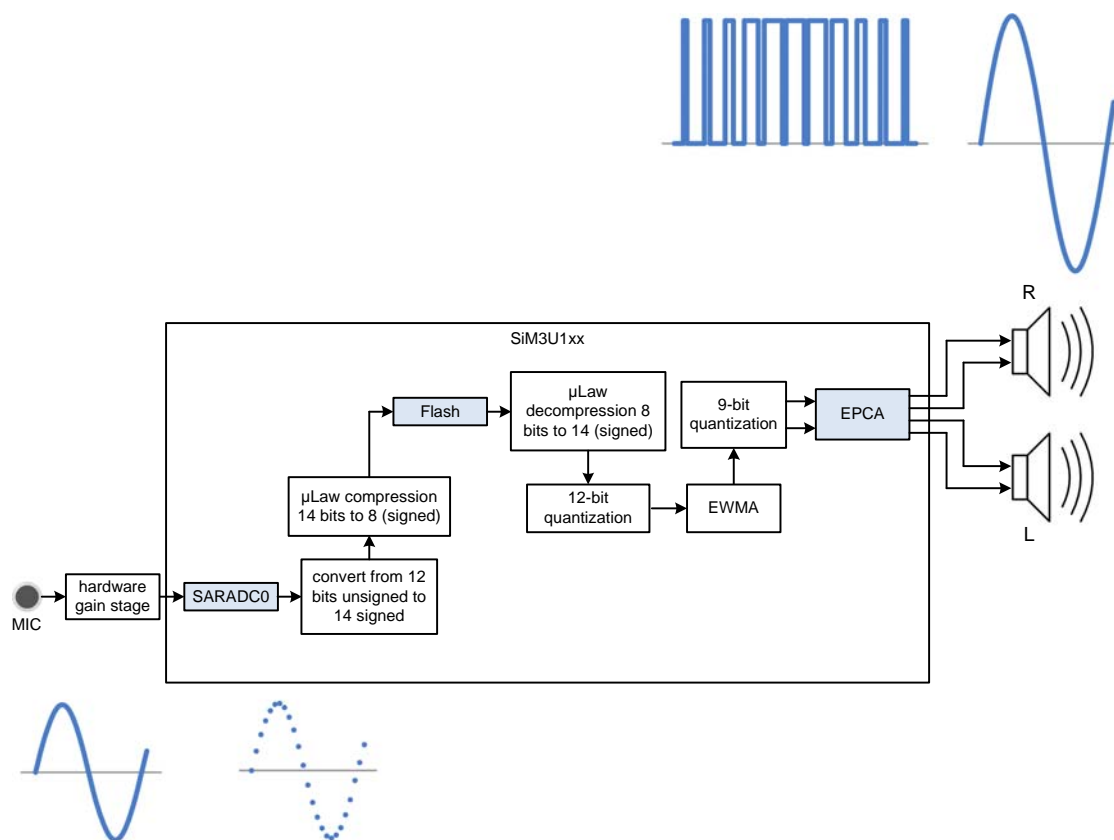 R
SiM3U1xx
Flash
µLaw
decompression 8
bits to 14 (signed)
9-bit
quantization
EPCA
µLaw compression
14 bits to 8 (signed)
12-bit
quantization
EWMA
L
hardware
gain stage
SARADC0
convert from 12
bits unsigned to
14 signed
MIC